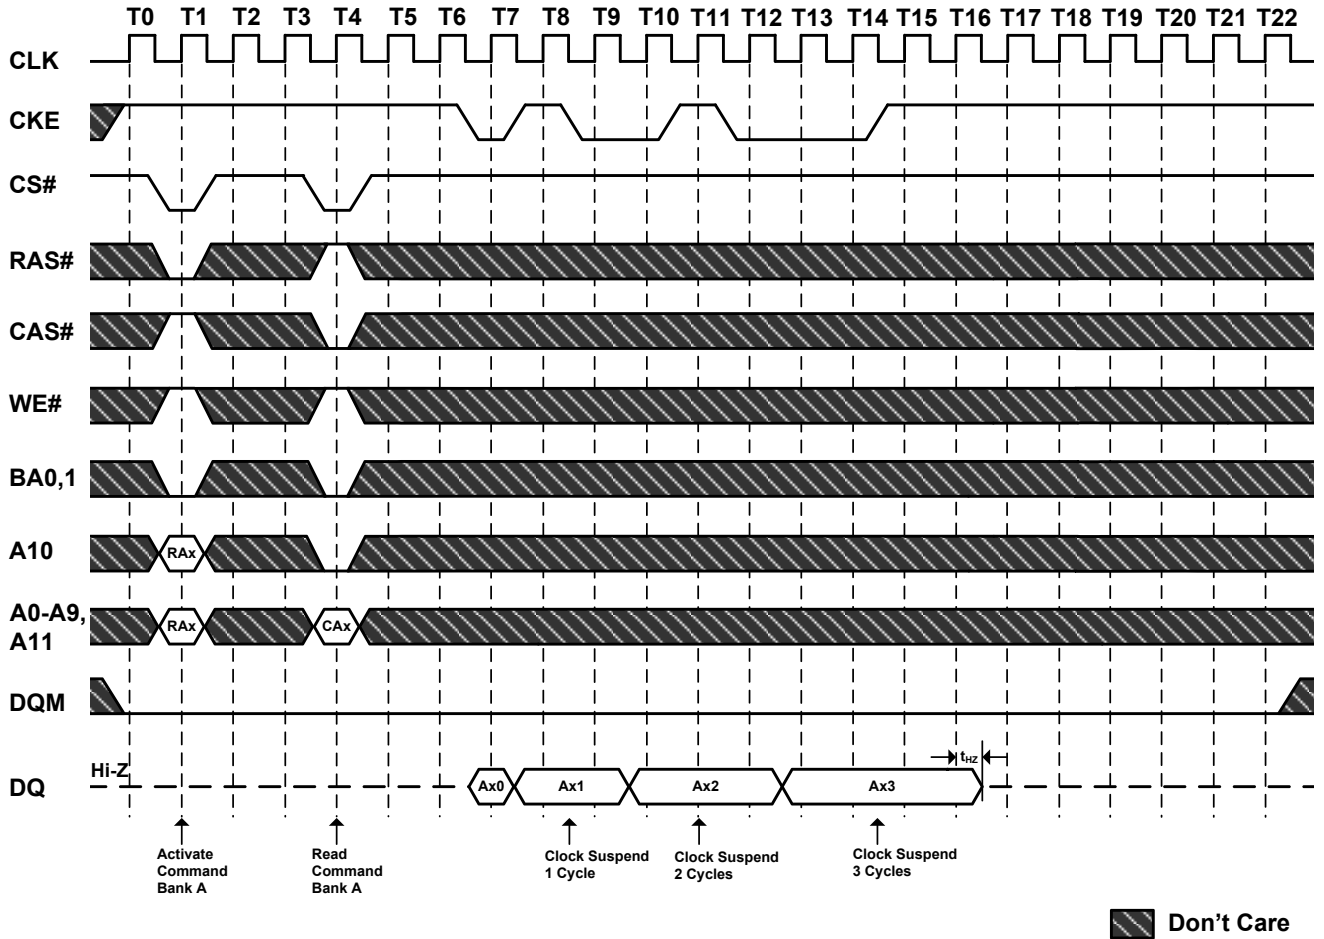 T0 T1 T2 T3 T4 T5 T6 T7 T8 T9 T10 T11 T12 T13 T14 T15 T16 T17 T18 T19 T20 T21 T22
CLK
CKE
CS#
RAS#
CAS#
WE#
BA0,1
A10
RAx
A0-A9,
A11
RAx
CAx
DQM
DQ
Hi-Z
Ax0
Ax1
Ax2
Ax3
tHZ
Activate
Command
Bank A
Read
Command
Bank A
Clock Suspend
1 Cycle
Clock Suspend
2 Cycles
Clock Suspend
3 Cycles
Don't Care